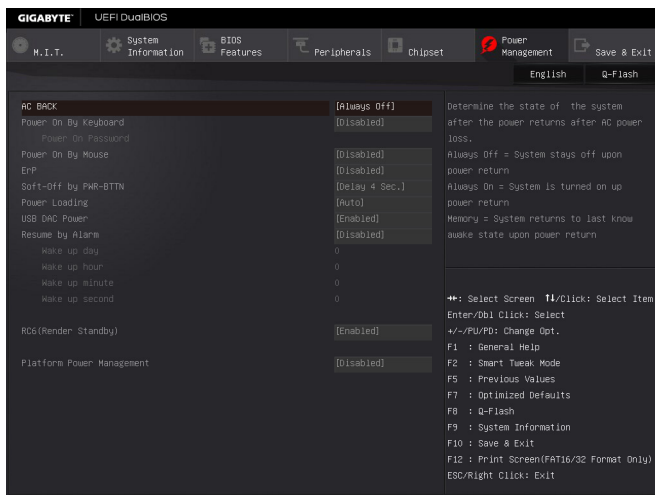 GIGABYTE™ UEFI DualBIOS
M.I.T.
System Information
BIOS Features
Peripherals
Chipset
Power Management
Save & Exit
English Q-Flash
AC BACK [Always Off]
Power On By Keyboard [Disabled]
Power On Password
Power On By Mouse [Disabled]
ErP [Disabled]
Soft-Off by PWR-BTTN [Delay 4 Sec.]
Power Loading [Auto]
USB DAC Power [Enabled]
Resume by Alarm [Disabled]
Wake up day 0
Wake up hour 0
Wake up minute 0
Wake up second 0
RC6(Render Standby) [Enabled]
Platform Power Management [Disabled]
Determine the state of the system
after the power returns after AC power
loss.
Always Off = System stays off upon
power return
Always On = System is turned on up
power return
Memory = System returns to last know
awake state upon power return
→←: Select Screen ↑↓/Click: Select Item
Enter/Dbl Click: Select
+/-/PU/PD: Change Opt.
F1 : General Help
F2 : Smart Tweak Mode
F5 : Previous Values
F7 : Optimized Defaults
F8 : Q-Flash
F9 : System Information
F10 : Save & Exit
F12 : Print Screen(FAT16/32 Format Only)
ESC/Right Click: Exit